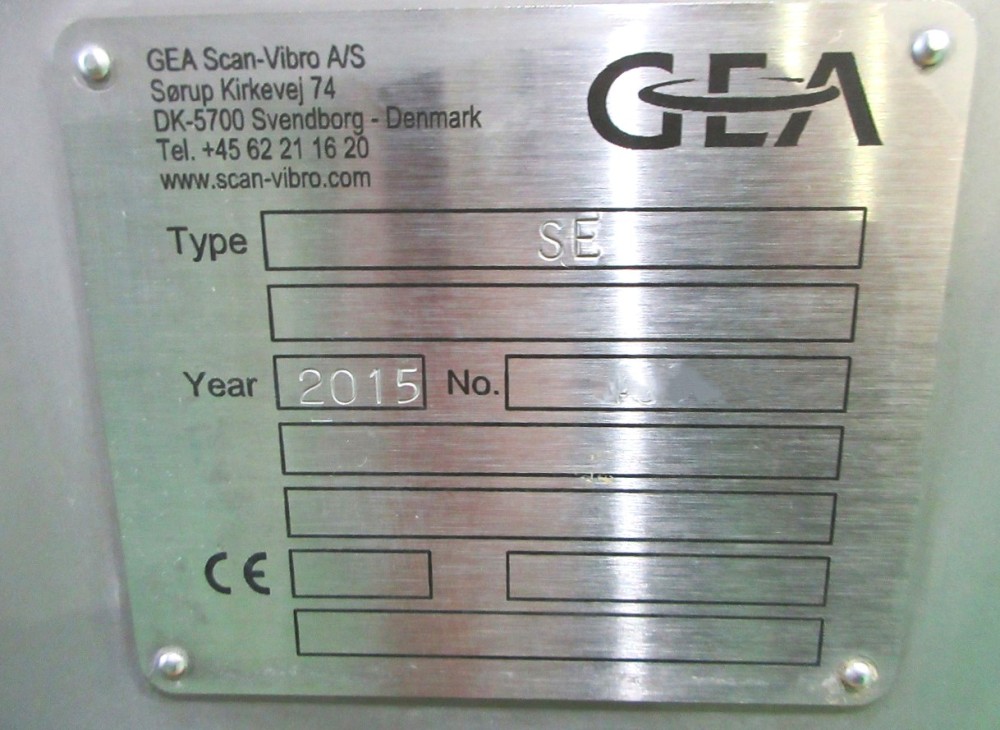 GEA Scan-Vibro A/S
Sørup Kirkevej 74
DK-5700 Svendborg - Denmark
Tel. +45 62 21 16 20
www.scan-vibro.com
GEA
Type SE
Year 2015 No.
CE